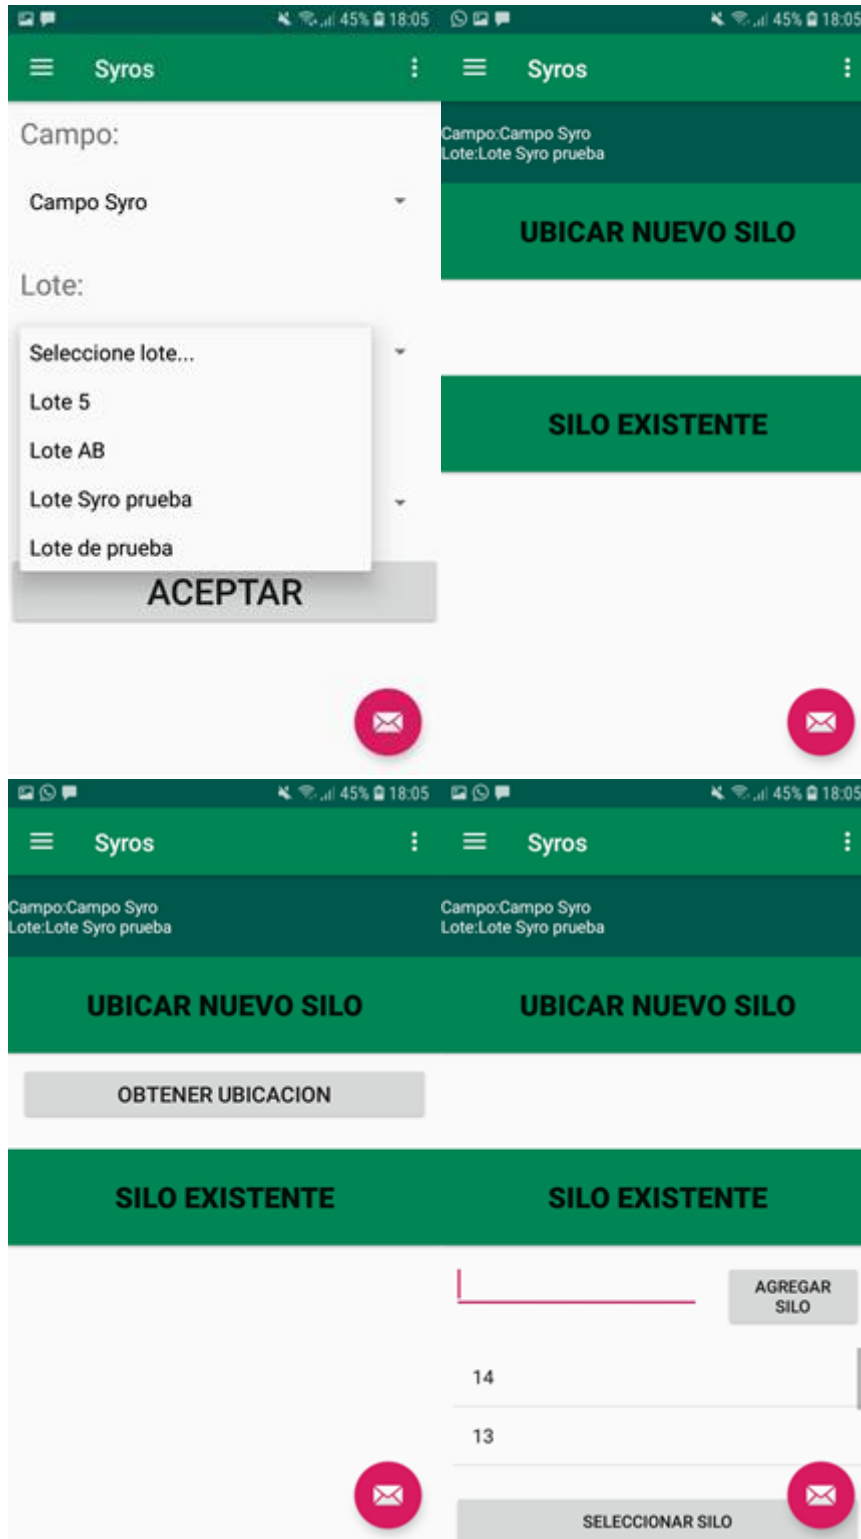 45% 18:05
Syros
Campo:
Campo Syro
Lote:
Seleccione lote...
Lote 5
Lote AB
Lote Syro prueba
Lote de prueba
ACEPTAR
45% 18:05
Syros
Campo:Campo Syro
Lote:Lote Syro prueba
UBICAR NUEVO SILO
SILO EXISTENTE
45% 18:05
Syros
Campo:Campo Syro
Lote:Lote Syro prueba
UBICAR NUEVO SILO
OBTENER UBICACION
SILO EXISTENTE
45% 18:05
Syros
Campo:Campo Syro
Lote:Lote Syro prueba
UBICAR NUEVO SILO
SILO EXISTENTE
AGREGAR
SILO
14
13
SELECCIONAR SILO